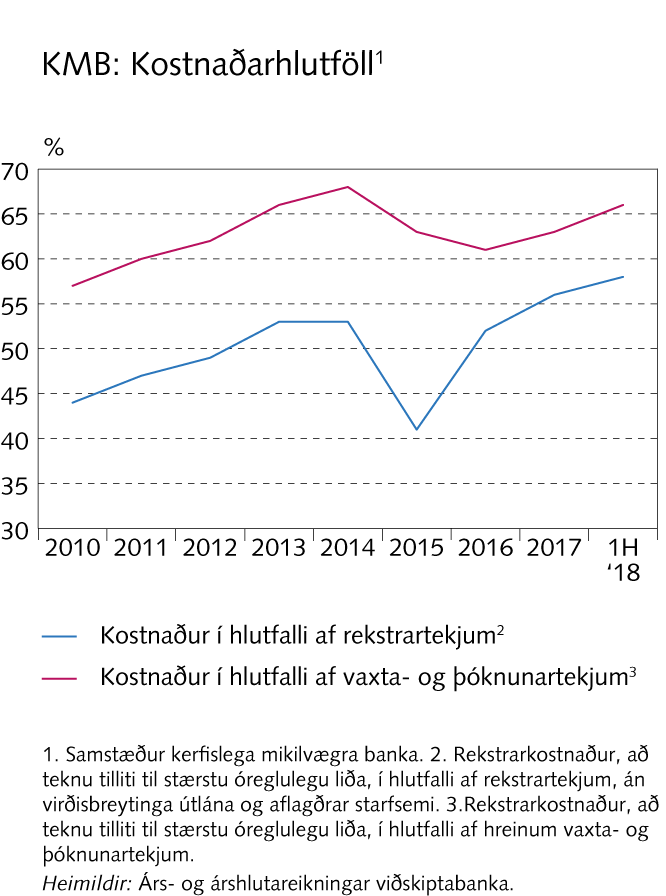 KMB: Kostnaðarhlutföll¹
%
70
65
60
55
50
45
40
35
30
2010 2011 2012 2013 2014 2015 2016 2017 1H
‘18
Kostnaður í hlutfalli af rekstrartekjum²
Kostnaður í hlutfalli af vaxta- og þóknunartekjum³
1. Samstæður kerfislega mikilvægra banka. 2. Rekstrarkostnaður, að
teknu tilliti til stærstu óreglulegu liða, í hlutfalli af rekstrartekjum, án
virðisbreytinga útlána og aflagðrar starfsemi. 3.Rekstrarkostnaður, að
teknu tilliti til stærstu óreglulegu liða, í hlutfalli af hreinum vaxta- og
þóknunartekjum.
Heimildir: Árs- og árshlutareikningar viðskiptabanka.